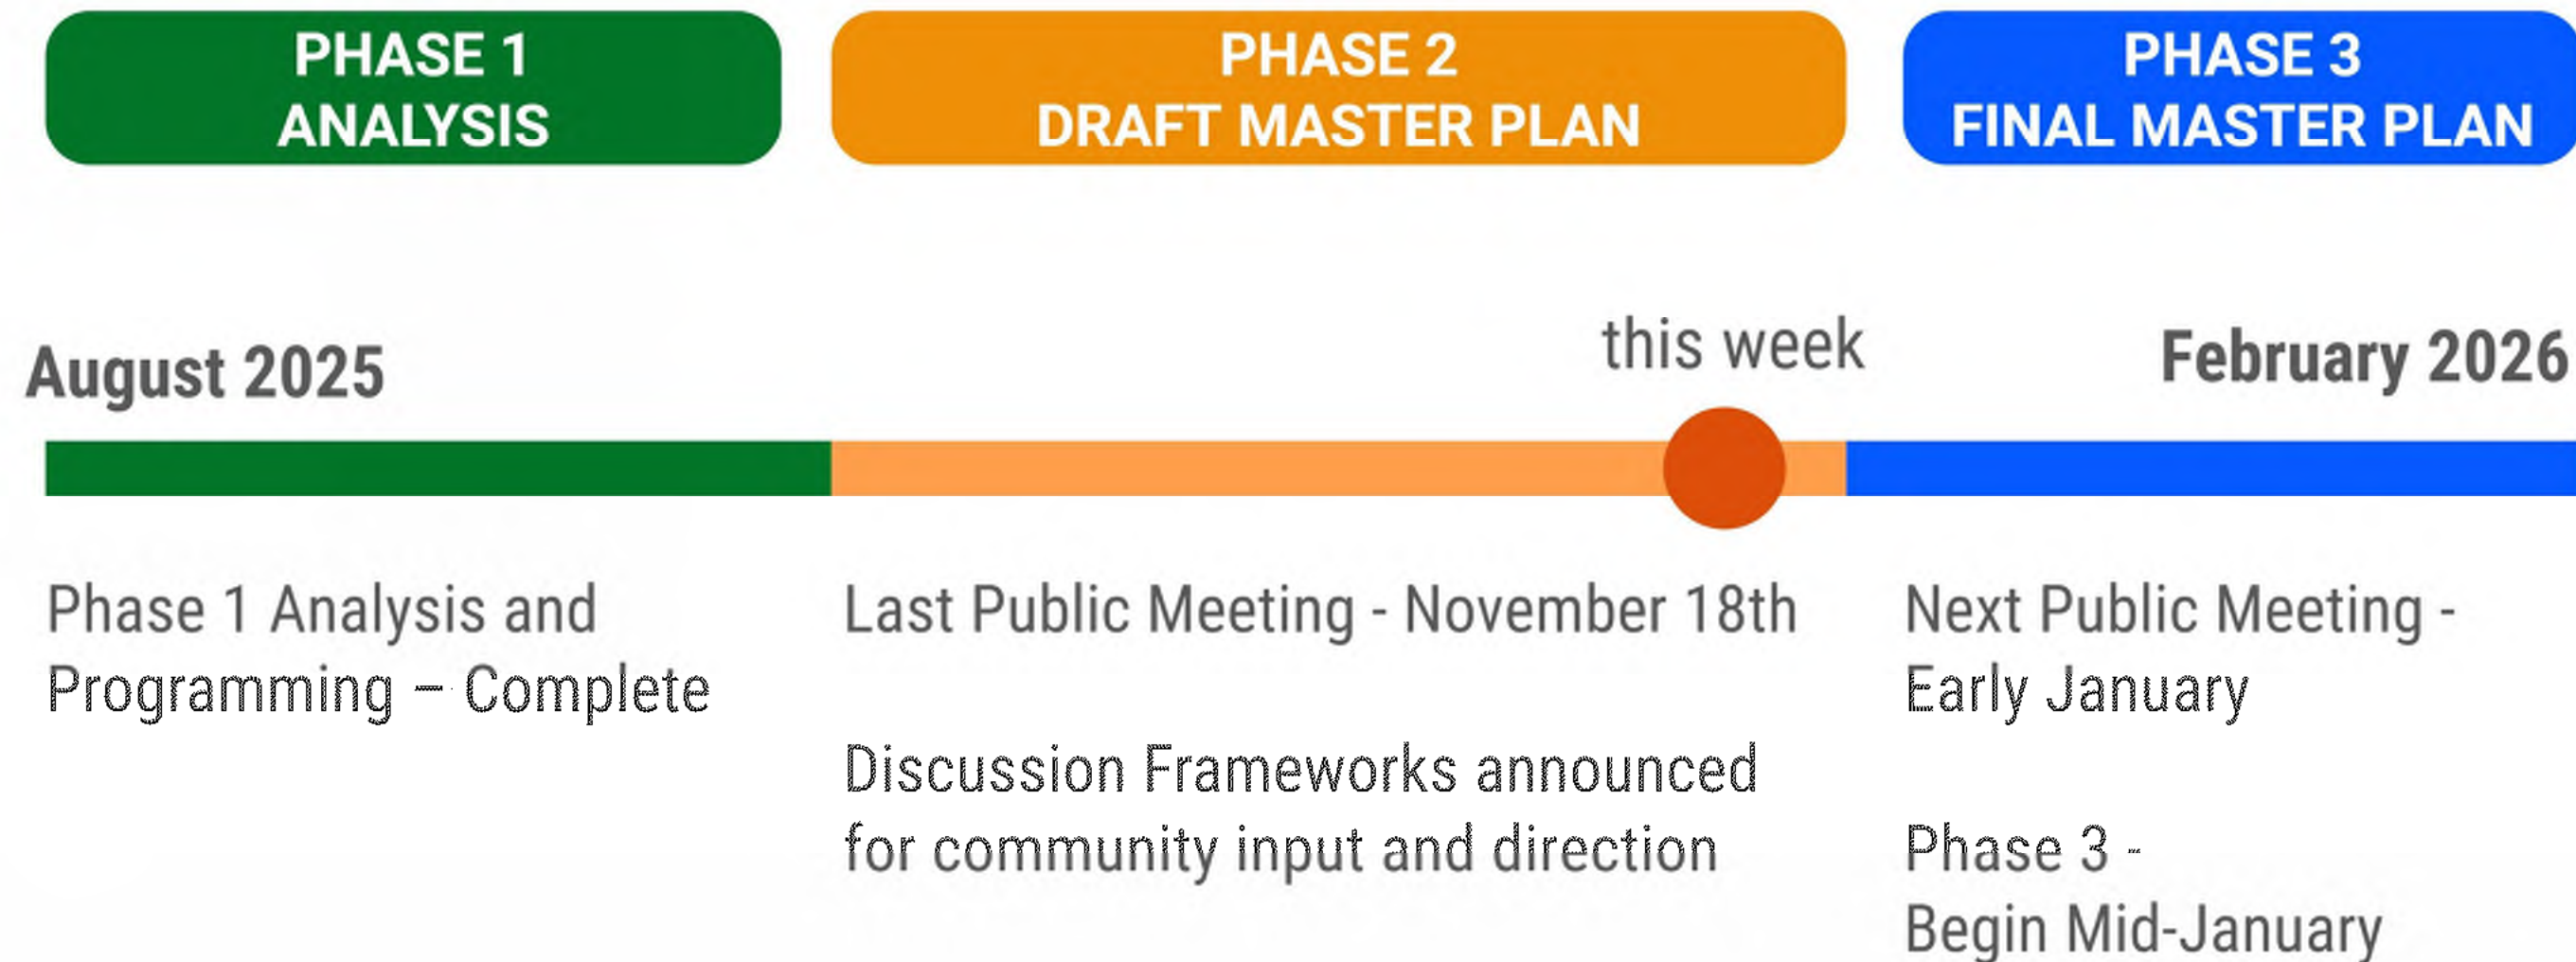 PHASE 1
ANALYSIS
PHASE 2
DRAFT MASTER PLAN
PHASE 3
FINAL MASTER PLAN
August 2025
this week
February 2026
Phase 1 Analysis and
Programming – Complete
Last Public Meeting - November 18th
Discussion Frameworks announced
for community input and direction
Next Public Meeting -
Early January
Phase 3 -
Begin Mid-January